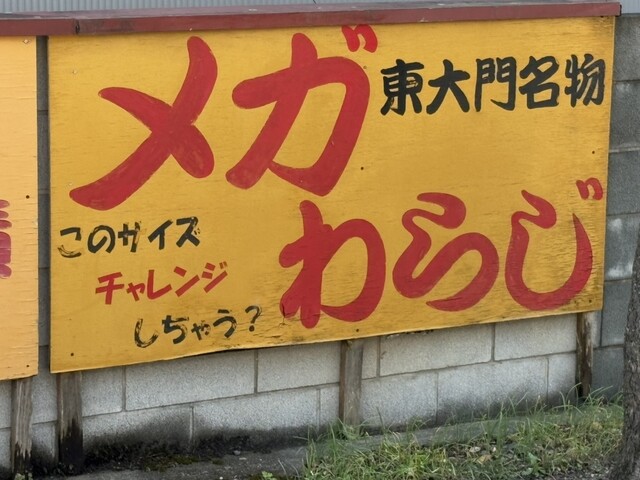 東大門名物
メガ
わらじ
このサイズ
チャレンジ
しちゃう?